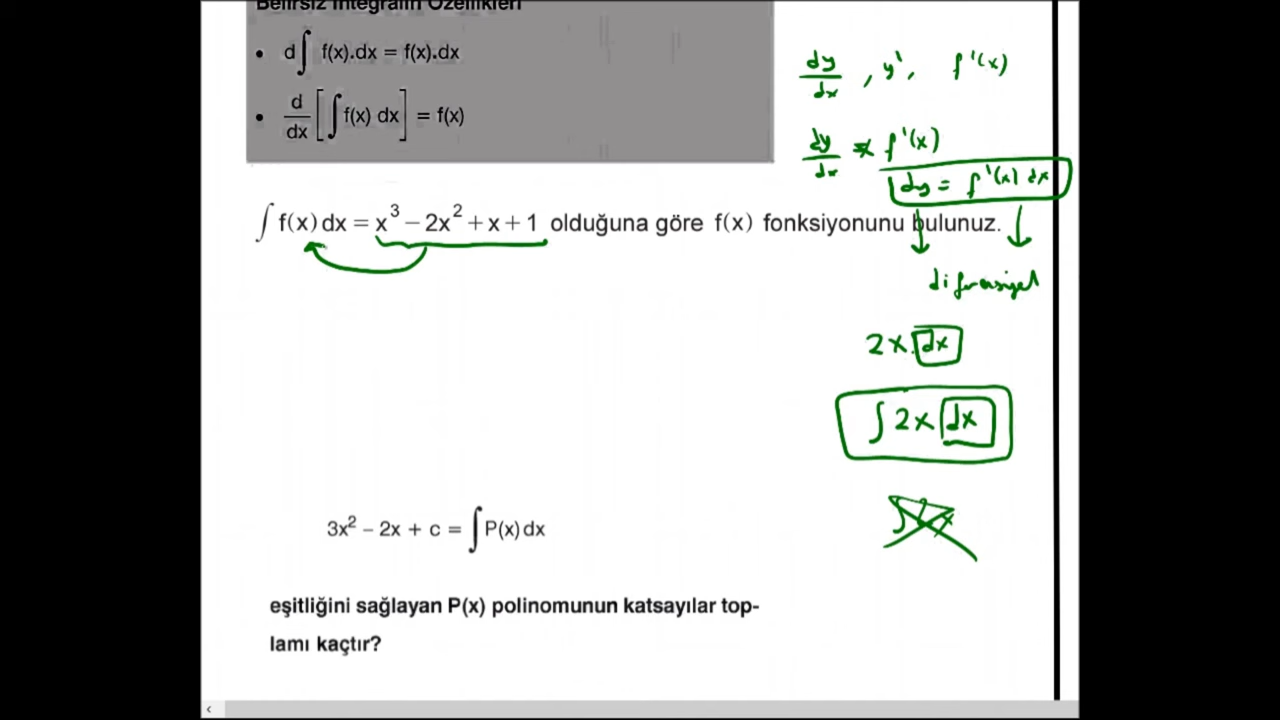 Belirsiz İntegralin Özellikleri
• d∫ f(x).dx = f(x).dx
• d/dx [∫ f(x) dx] = f(x)
dy/dx , y', f'(x)
dy/dx = f'(x)
dy = f'(x) dx
∫ f(x) dx = x³ − 2x² + x + 1 olduğuna göre f(x) fonksiyonunu bulunuz.
diferansiyel
2x.dx
∫ 2x dx
3x² − 2x + c = ∫ P(x) dx
eşitliğini sağlayan P(x) polinomunun katsayılar top-
lamı kaçtır?